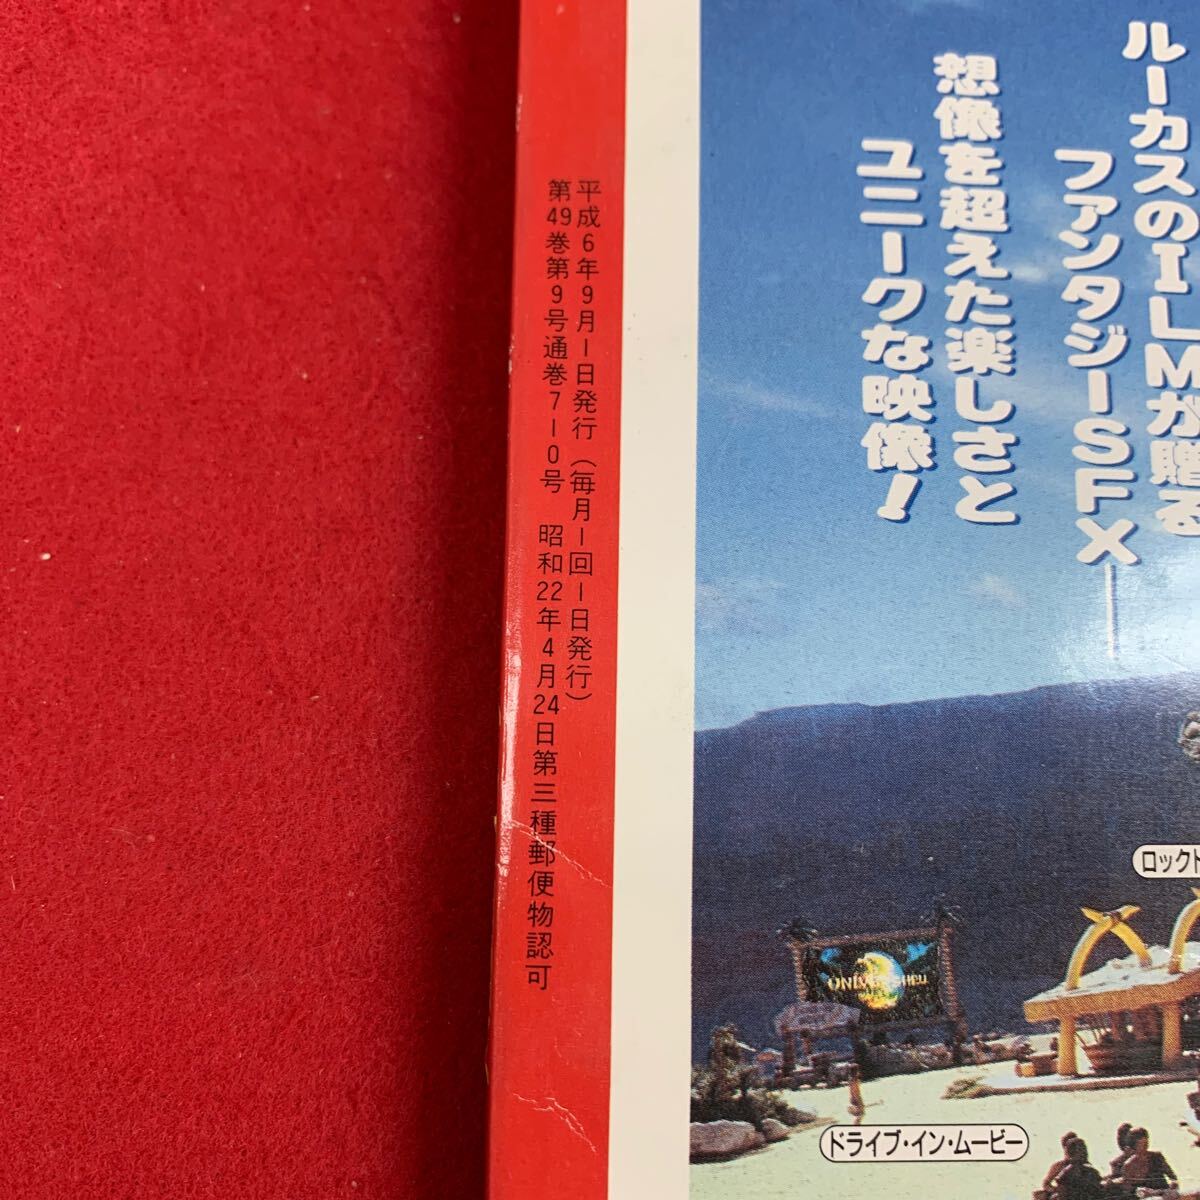 平成6年9月1日発行（毎月1回1日発行）
第49巻第9号通巻710号　昭和22年4月24日第三種郵便物認可
ルーカスのILMが贈る
ファンタジーSFX
想像を超えた楽しさと
ユニークな映像！
ロックト
ドライブ・イン・ムービー